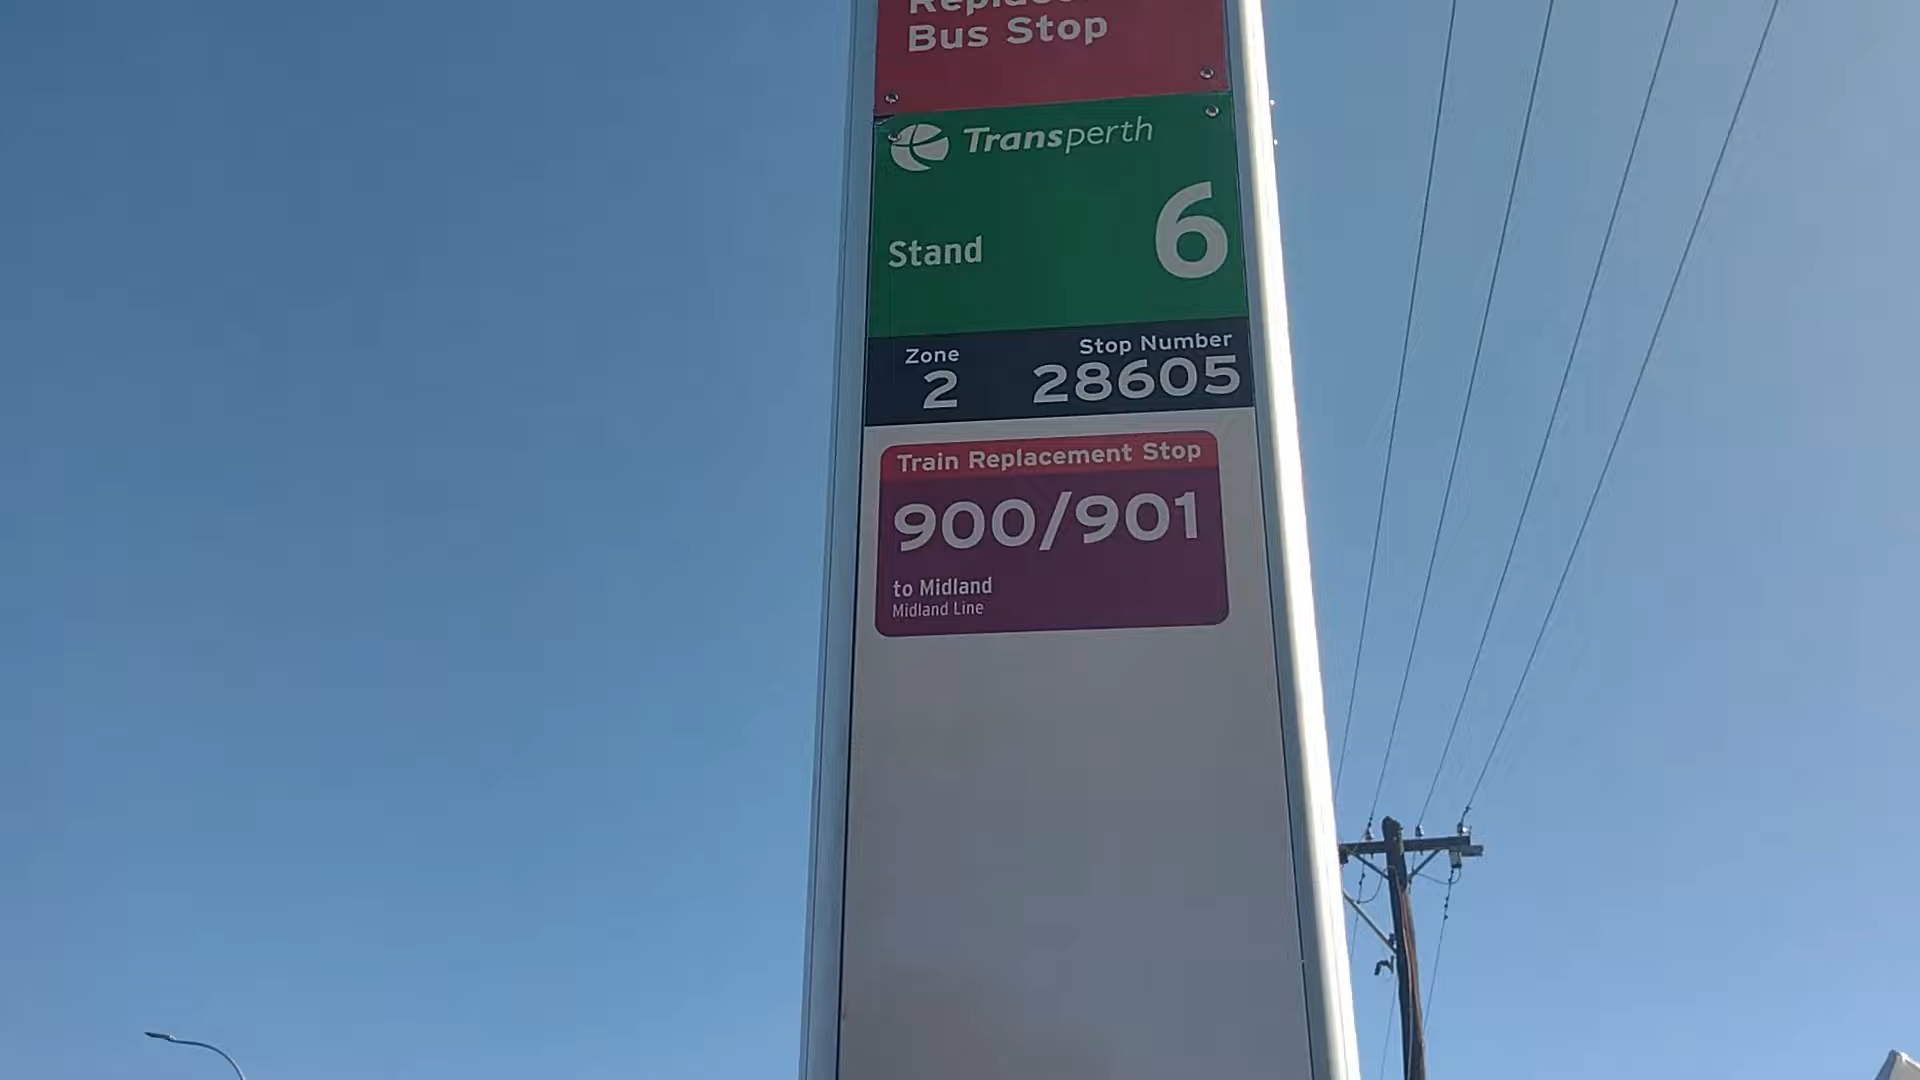 Bus Stop
Transperth
Stand 6
Zone Stop Number
2 28605
Train Replacement Stop
900/901
to Midland
Midland Line